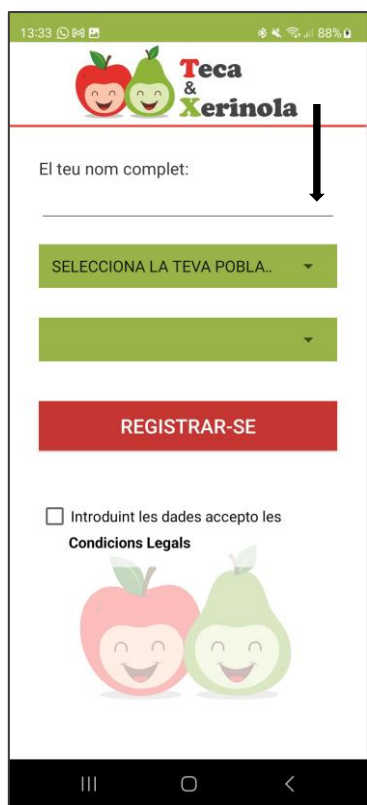 13:33 88%
Teca
&
Xerinola
El teu nom complet:
SELECCIONA LA TEVA POBLA..
REGISTRAR-SE
Introduint les dades accepto les
Condicions Legals